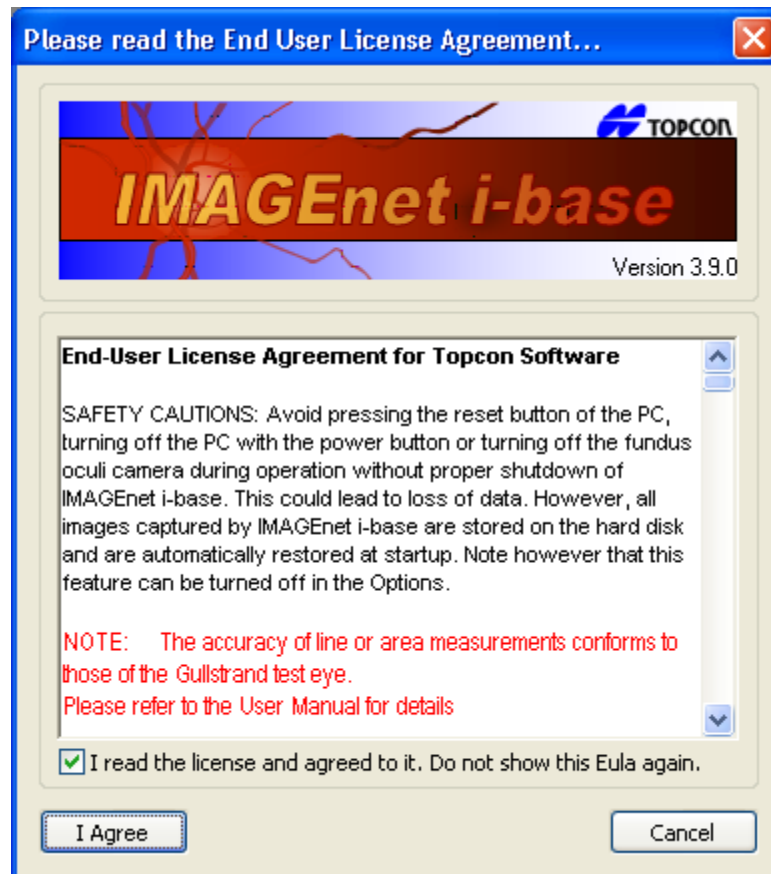 Please read the End User License Agreement...
TOPCON
IMAGEnet i-base
Version 3.9.0
End-User License Agreement for Topcon Software
SAFETY CAUTIONS: Avoid pressing the reset button of the PC,
turning off the PC with the power button or turning off the fundus
oculi camera during operation without proper shutdown of
IMAGEnet i-base. This could lead to loss of data. However, all
images captured by IMAGEnet i-base are stored on the hard disk
and are automatically restored at startup. Note however that this
feature can be turned off in the Options.
NOTE: The accuracy of line or area measurements conforms to
those of the Gullstrand test eye.
Please refer to the User Manual for details
I read the license and agreed to it. Do not show this Eula again.
I Agree
Cancel